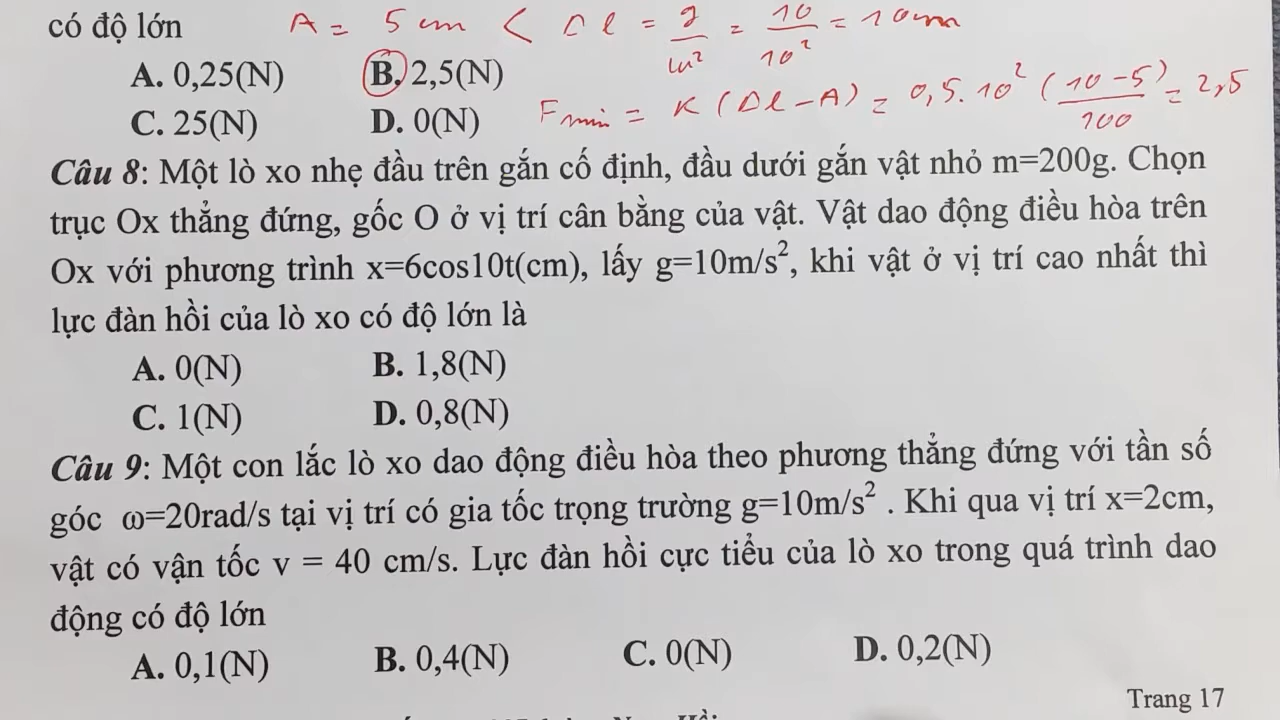 có độ lớn A = 5 cm < Δl = g/ω² = 10/10² = 10cm
A. 0,25(N) B. 2,5(N)
C. 25(N) D. 0(N) Fmin = K (Δl – A) = 0,5.10² (10 – 5)/100 = 2,5
Câu 8: Một lò xo nhẹ đầu trên gắn cố định, đầu dưới gắn vật nhỏ m=200g. Chọn
trục Ox thẳng đứng, gốc O ở vị trí cân bằng của vật. Vật dao động điều hòa trên
Ox với phương trình x=6cos10t(cm), lấy g=10m/s², khi vật ở vị trí cao nhất thì
lực đàn hồi của lò xo có độ lớn là
A. 0(N) B. 1,8(N)
C. 1(N) D. 0,8(N)
Câu 9: Một con lắc lò xo dao động điều hòa theo phương thẳng đứng với tần số
góc ω=20rad/s tại vị trí có gia tốc trọng trường g=10m/s² . Khi qua vị trí x=2cm,
vật có vận tốc v = 40 cm/s. Lực đàn hồi cực tiểu của lò xo trong quá trình dao
động có độ lớn
A. 0,1(N) B. 0,4(N) C. 0(N) D. 0,2(N)
Trang 17